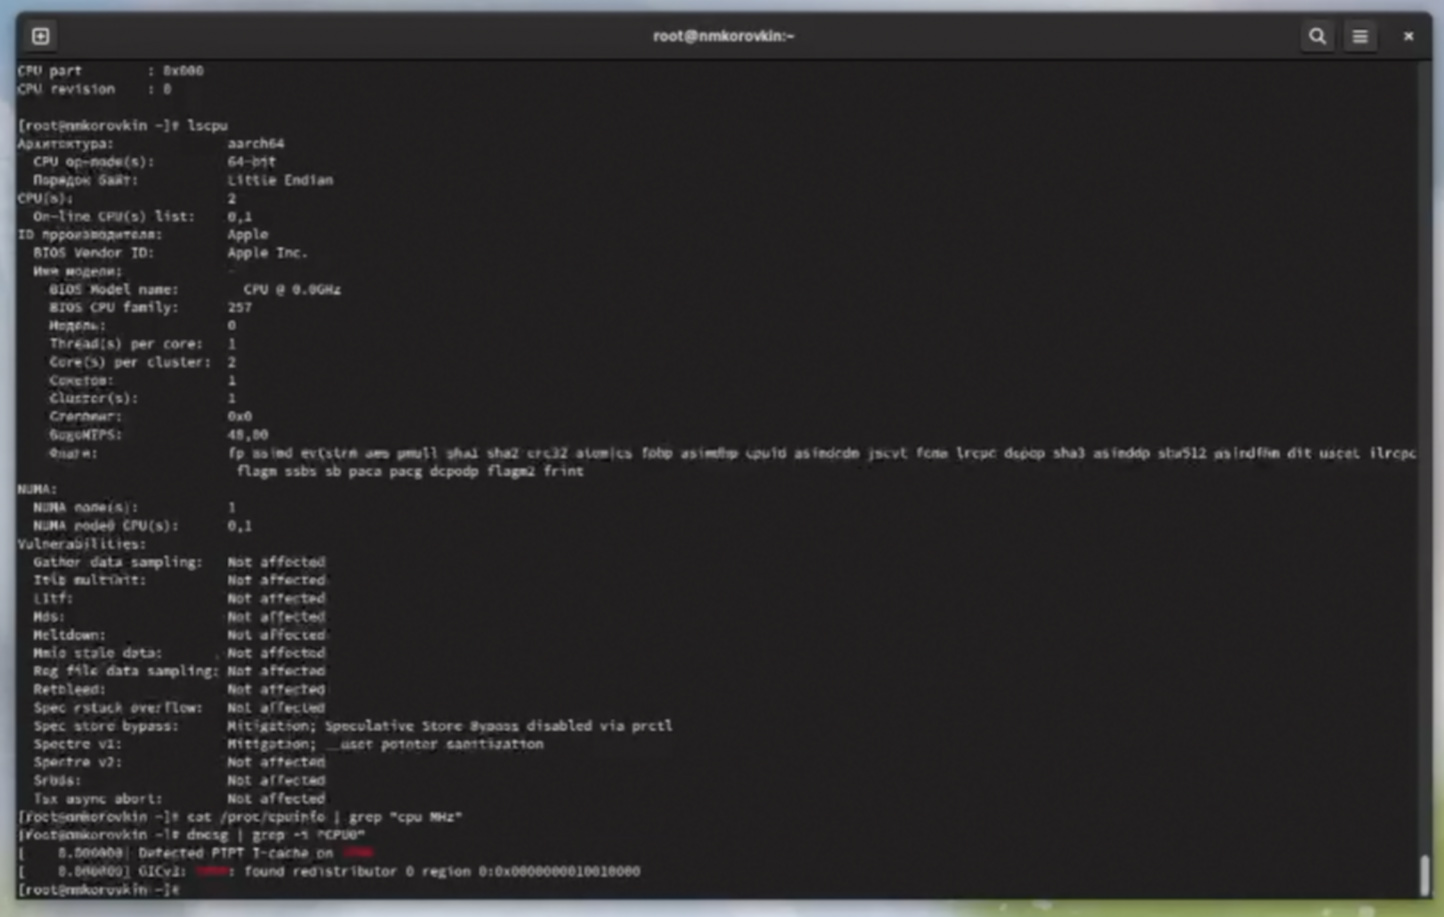 root@nmkorovkin:~
CPU part : 0x000
CPU revision : 0
[root@nmkorovkin ~]# lscpu
Архитектура: aarch64
CPU op-mode(s): 64-bit
Порядок байт: Little Endian
CPU(s): 2
On-line CPU(s) list: 0,1
ID прроизводителя: Apple
BIOS Vendor ID: Apple Inc.
Имя модели: -
BIOS Model name: CPU @ 0.0GHz
BIOS CPU family: 257
Модель: 0
Thread(s) per core: 1
Core(s) per cluster: 2
Сокетов: 1
Cluster(s): 1
Степпинг: 0x0
BogoMIPS: 48,00
Флаги: fp asimd evtstrm aes pmull sha1 sha2 crc32 atomics fphp asimdhp cpuid asimdrdm jscvt fcma lrcpc dcpop sha3 asimddp sha512 asimdfhm dit uscat ilrcpc
flagm ssbs sb paca pacg dcpodp flagm2 frint
NUMA:
NUMA node(s): 1
NUMA node0 CPU(s): 0,1
Vulnerabilities:
Gather data sampling: Not affected
Itlb multihit: Not affected
L1tf: Not affected
Mds: Not affected
Meltdown: Not affected
Mmio stale data: Not affected
Reg file data sampling: Not affected
Retbleed: Not affected
Spec rstack overflow: Not affected
Spec store bypass: Mitigation; Speculative Store Bypass disabled via prctl
Spectre v1: Mitigation; __user pointer sanitization
Spectre v2: Not affected
Srbds: Not affected
Tsx async abort: Not affected
[root@nmkorovkin ~]# cat /proc/cpuinfo | grep "cpu MHz"
[root@nmkorovkin ~]# dmesg | grep -i "CPU0"
[ 0.000000] Detected PIPT I-cache on
[ 0.000000] GICv3: : found redistributor 0 region 0:0x0000000010010000
[root@nmkorovkin ~]#